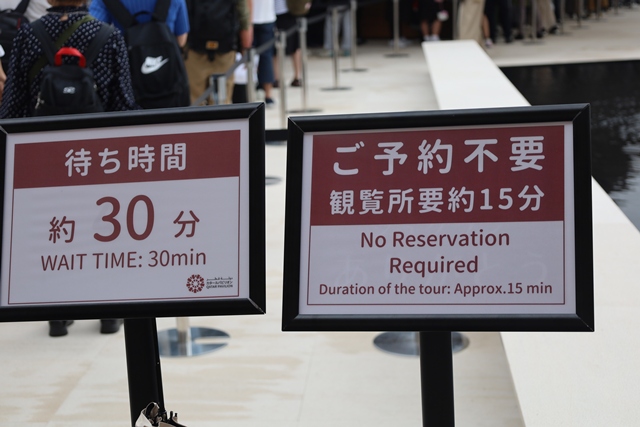 待ち時間
約 30 分
WAIT TIME: 30min
ご予約不要
観覧所要約15分
No Reservation
Required
Duration of the tour: Approx.15 min